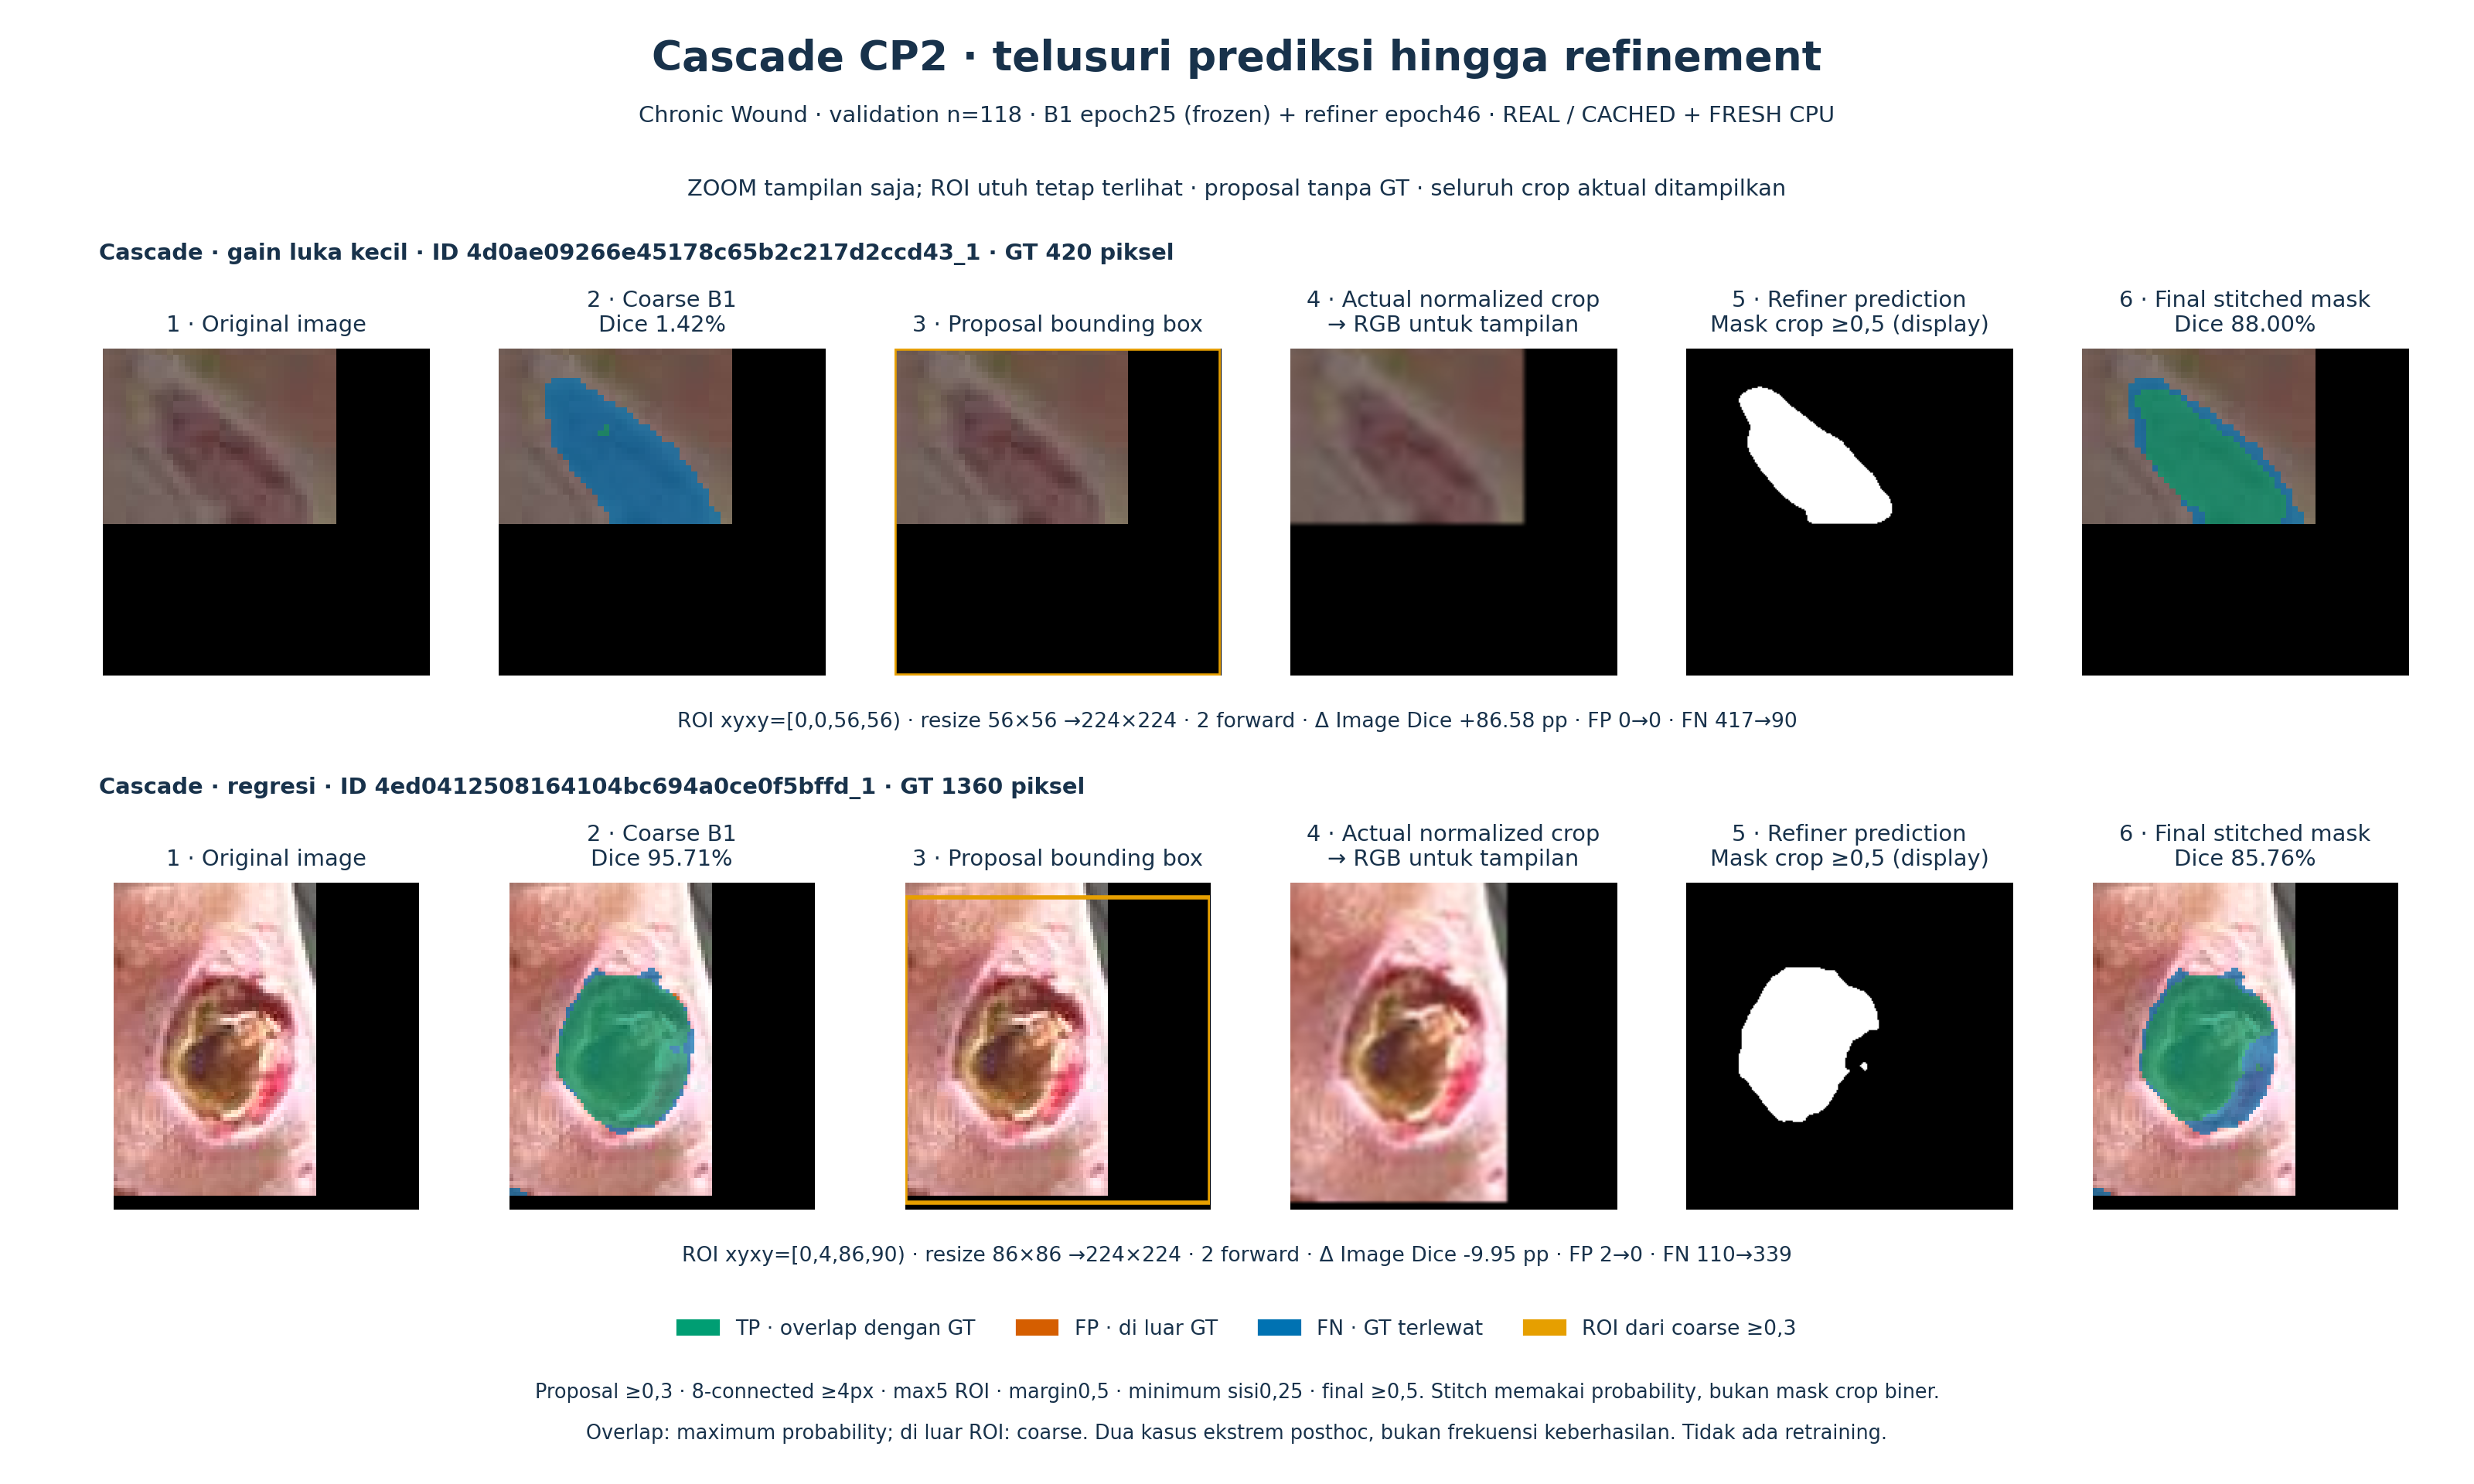 Cascade CP2 · telusuri prediksi hingga refinement
Chronic Wound · validation n=118 · B1 epoch25 (frozen) + refiner epoch46 · REAL / CACHED + FRESH CPU
ZOOM tampilan saja; ROI utuh tetap terlihat · proposal tanpa GT · seluruh crop aktual ditampilkan
Cascade · gain luka kecil · ID 4d0ae09266e45178c65b2c217d2ccd43_1 · GT 420 piksel
1 · Original image
2 · Coarse B1
Dice 1.42%
3 · Proposal bounding box
4 · Actual normalized crop
→ RGB untuk tampilan
5 · Refiner prediction
Mask crop ≥0,5 (display)
6 · Final stitched mask
Dice 88.00%
ROI xyxy=[0,0,56,56) · resize 56×56 →224×224 · 2 forward · Δ Image Dice +86.58 pp · FP 0→0 · FN 417→90
Cascade · regresi · ID 4ed0412508164104bc694a0ce0f5bffd_1 · GT 1360 piksel
1 · Original image
2 · Coarse B1
Dice 95.71%
3 · Proposal bounding box
4 · Actual normalized crop
→ RGB untuk tampilan
5 · Refiner prediction
Mask crop ≥0,5 (display)
6 · Final stitched mask
Dice 85.76%
ROI xyxy=[0,4,86,90) · resize 86×86 →224×224 · 2 forward · Δ Image Dice -9.95 pp · FP 2→0 · FN 110→339
TP · overlap dengan GT
FP · di luar GT
FN · GT terlewat
ROI dari coarse ≥0,3
Proposal ≥0,3 · 8-connected ≥4px · max5 ROI · margin0,5 · minimum sisi0,25 · final ≥0,5. Stitch memakai probability, bukan mask crop biner.
Overlap: maximum probability; di luar ROI: coarse. Dua kasus ekstrem posthoc, bukan frekuensi keberhasilan. Tidak ada retraining.